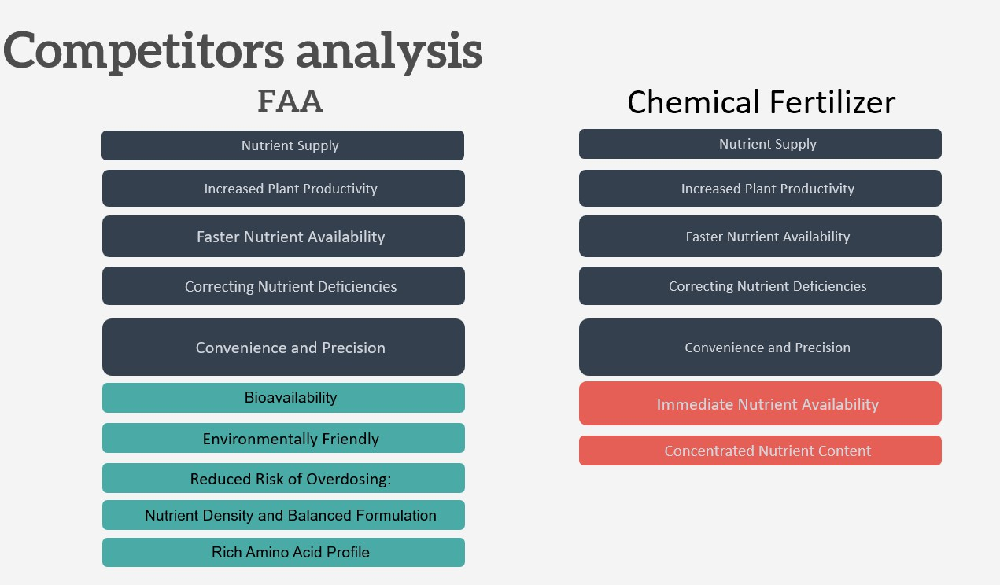 Competitors analysis
FAA
Nutrient Supply
Increased Plant Productivity
Faster Nutrient Availability
Correcting Nutrient Deficiencies
Convenience and Precision
Bioavailability
Environmentally Friendly
Reduced Risk of Overdosing:
Nutrient Density and Balanced Formulation
Rich Amino Acid Profile
Chemical Fertilizer
Nutrient Supply
Increased Plant Productivity
Faster Nutrient Availability
Correcting Nutrient Deficiencies
Convenience and Precision
Immediate Nutrient Availability
Concentrated Nutrient Content